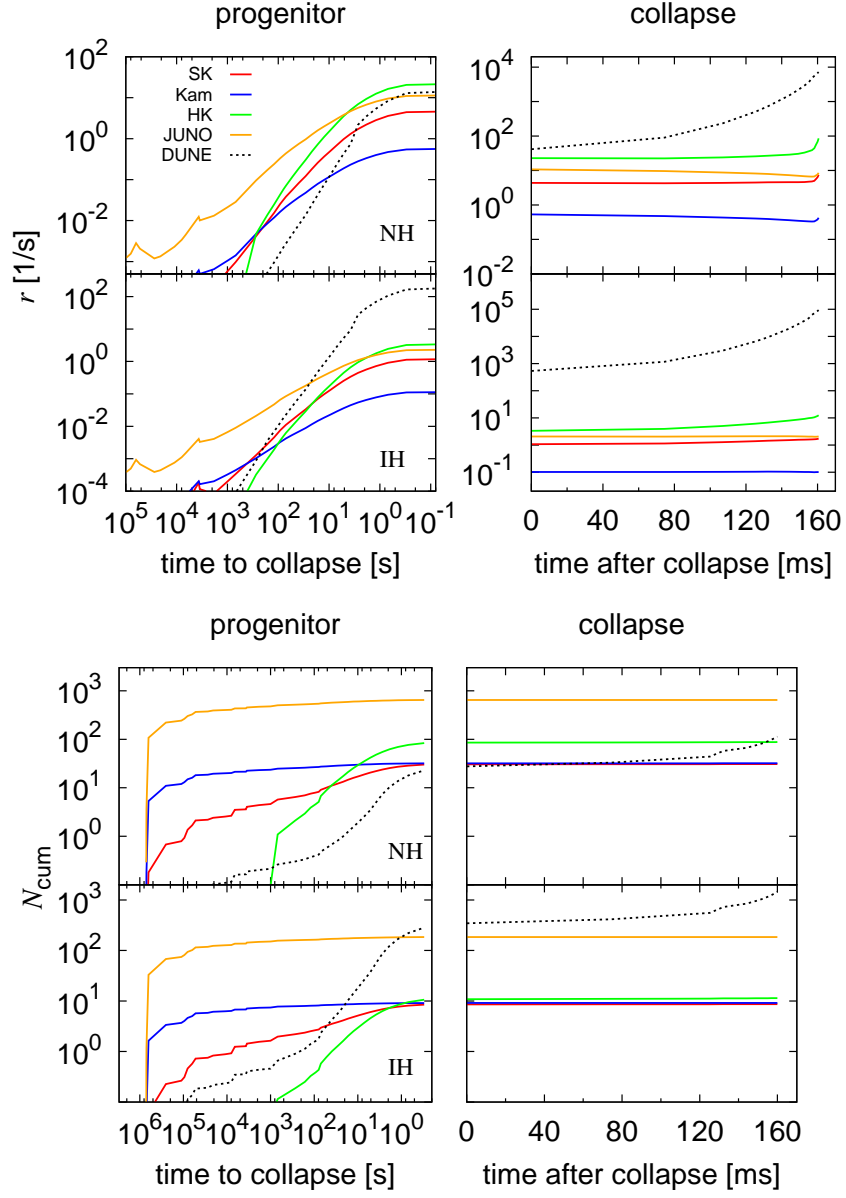 progenitor
collapse
10^2
10^0
10^-2
SK
Kam
HK
JUNO
DUNE
NH
10^4
10^2
10^0
10^-2
r [1/s]
10^2
10^0
10^-2
10^-4
IH
10^5
10^3
10^1
10^-1
10^5 10^4 10^3 10^2 10^1 10^0 10^-1
0 40 80 120 160
time to collapse [s]
time after collapse [ms]
progenitor
collapse
10^3
10^2
10^1
10^0
NH
N_cum
10^3
10^2
10^1
10^0
IH
10^6 10^5 10^4 10^3 10^2 10^1 10^0
0 40 80 120 160
time to collapse [s]
time after collapse [ms]